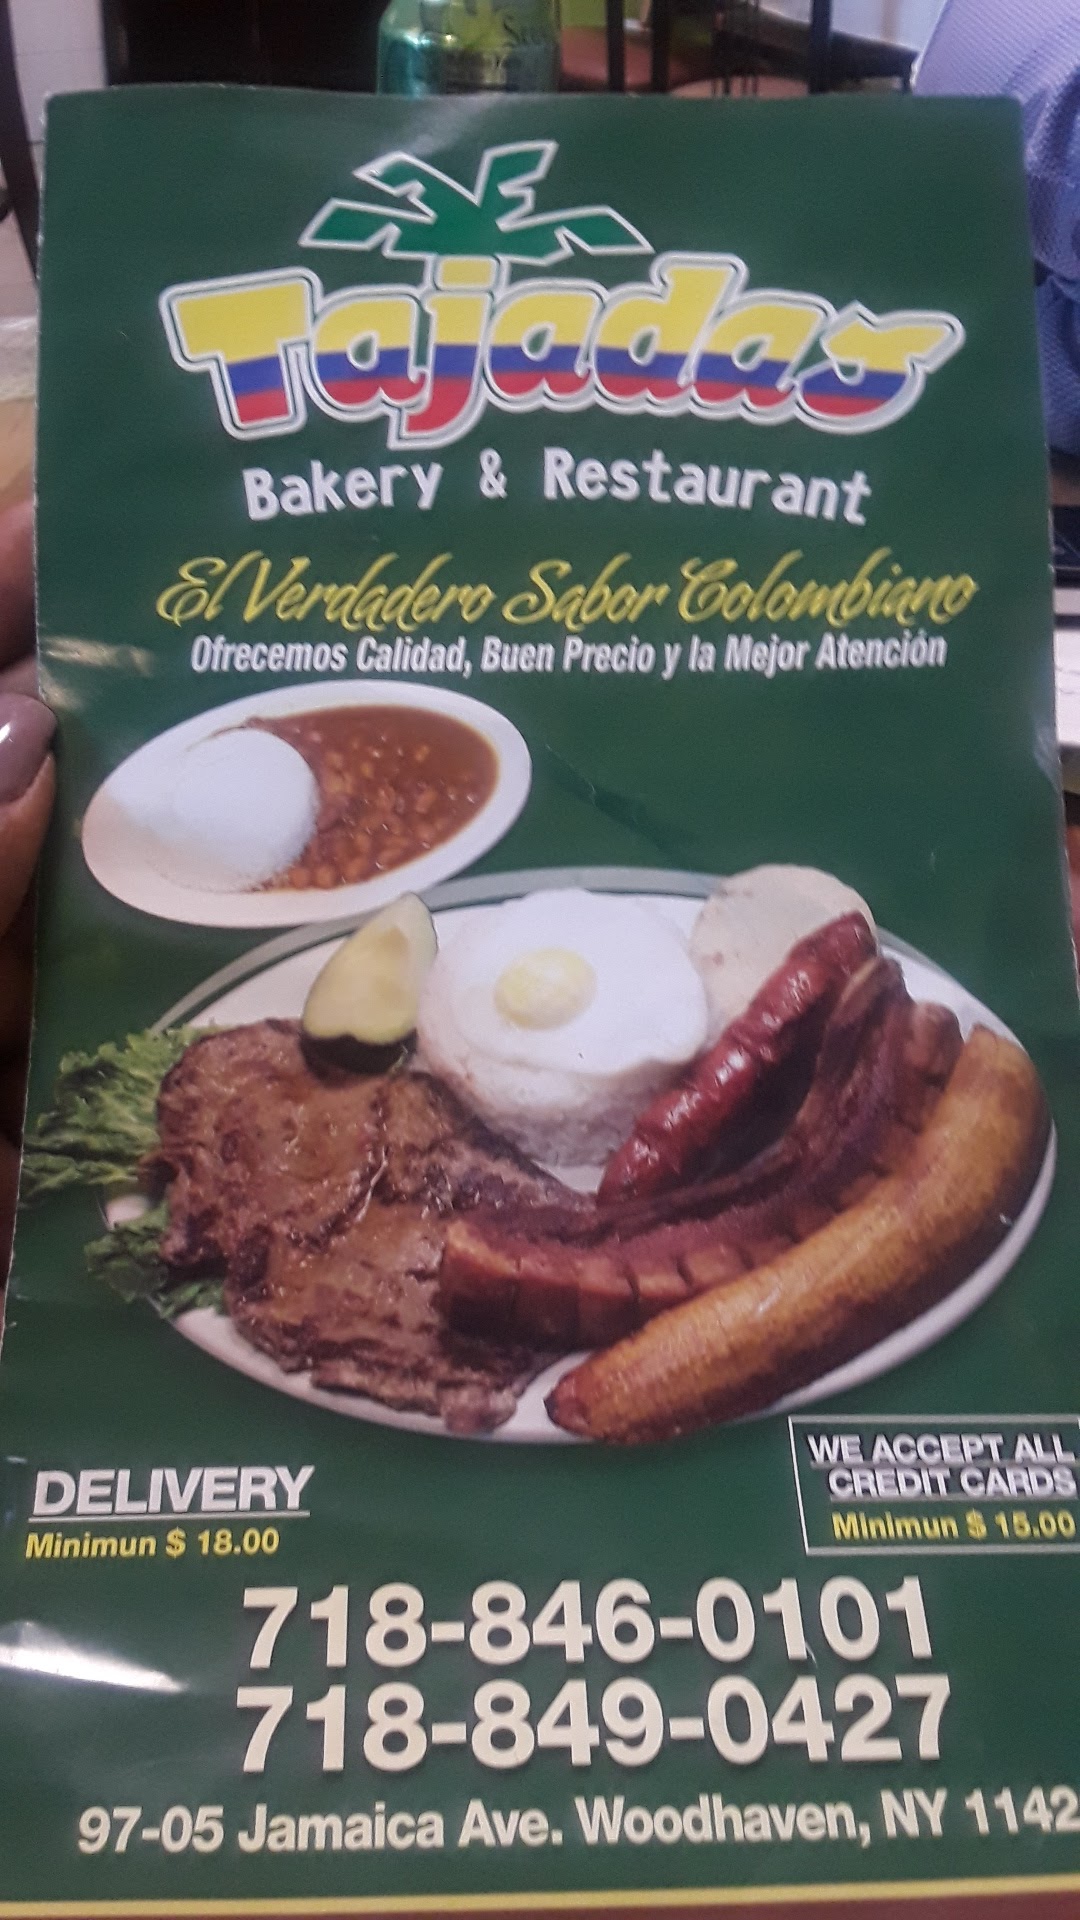 Tajadas
Bakery & Restaurant
El Verdadero Sabor Colombiano
Ofrecemos Calidad, Buen Precio y la Mejor Atención
DELIVERY
Minimun $ 18.00
WE ACCEPT ALL
CREDIT CARDS
Minimun $ 15.00
718-846-0101
718-849-0427
97-05 Jamaica Ave. Woodhaven, NY 1142